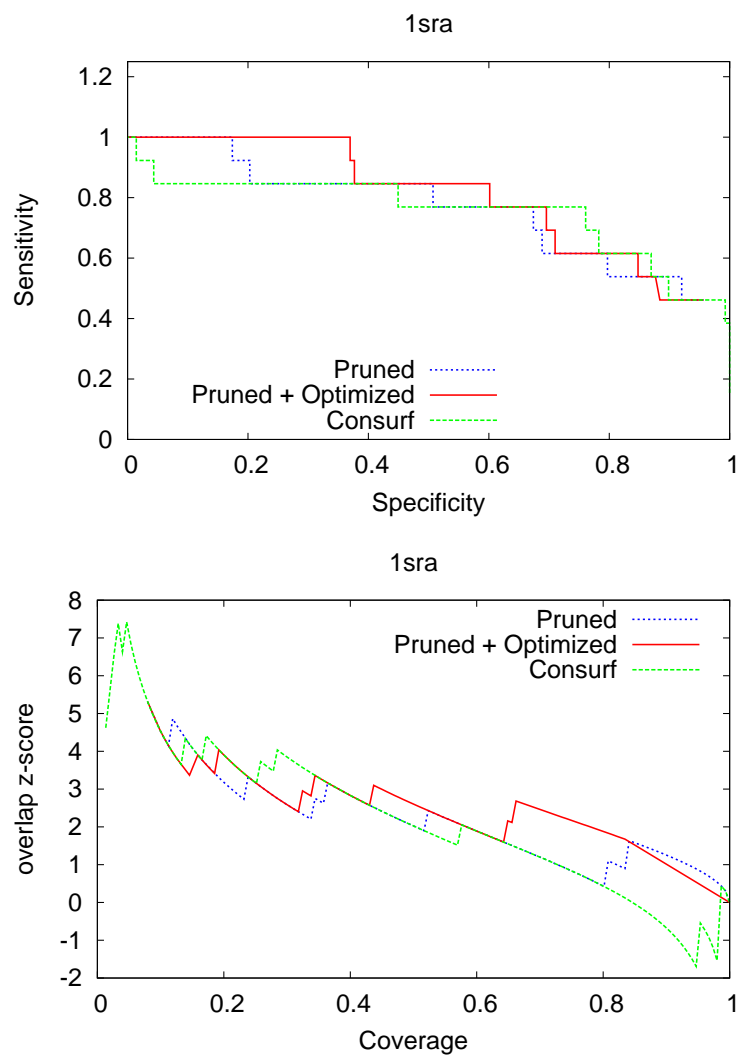 1sra
1.2
1
0.8
0.6
0.4
0.2
0
Sensitivity
Pruned
Pruned + Optimized
Consurf
0 0.2 0.4 0.6 0.8 1
Specificity
1sra
8
7
6
5
4
3
2
1
0
-1
-2
overlap z-score
Pruned
Pruned + Optimized
Consurf
0 0.2 0.4 0.6 0.8 1
Coverage